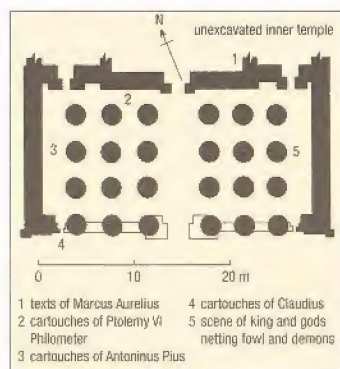 N
unexcavated inner temple
1
2
3
5
4
0 10 20 m
1 texts of Marcus Aurelius
2 cartouches of Ptolemy VI
Philometer
3 cartouches of Antoninus Pius
4 cartouches of Claudius
5 scene of king and gods
netting fowl and demons